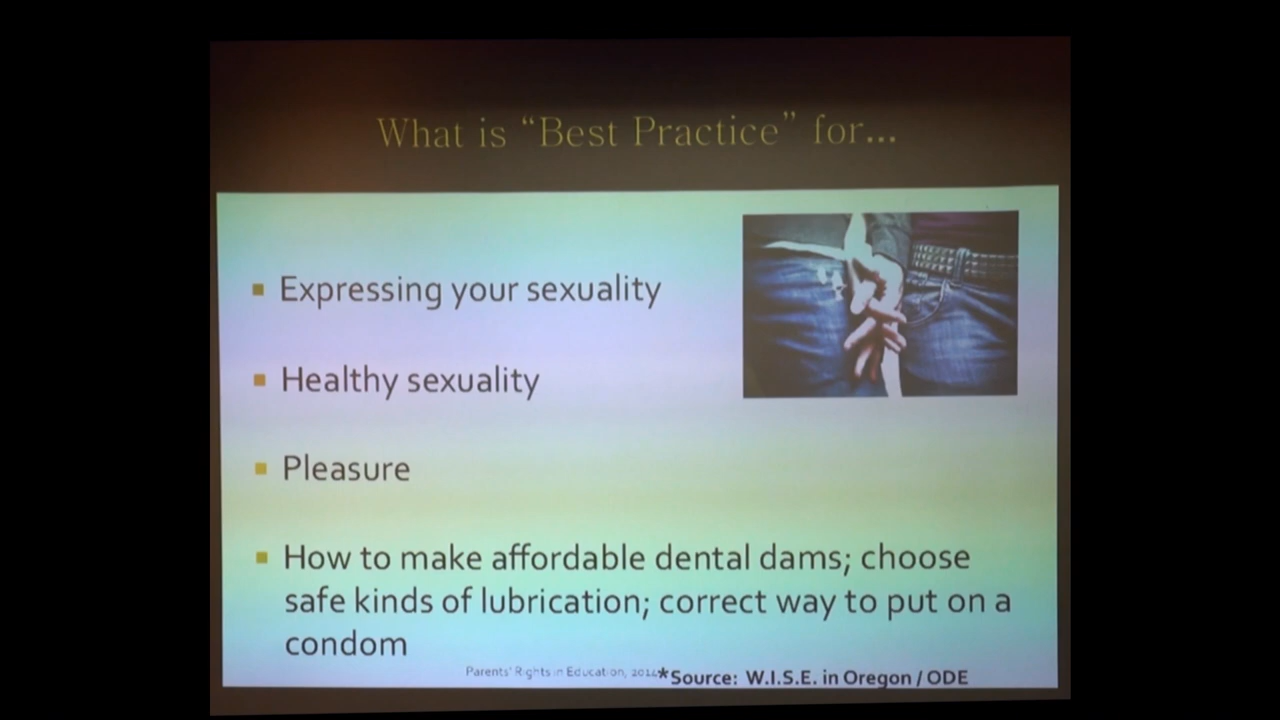 What is “Best Practice” for...
Expressing your sexuality
Healthy sexuality
Pleasure
How to make affordable dental dams; choose
safe kinds of lubrication; correct way to put on a
condom
Parents' Rights in Education,
*Source: W.I.S.E. in Oregon / ODE